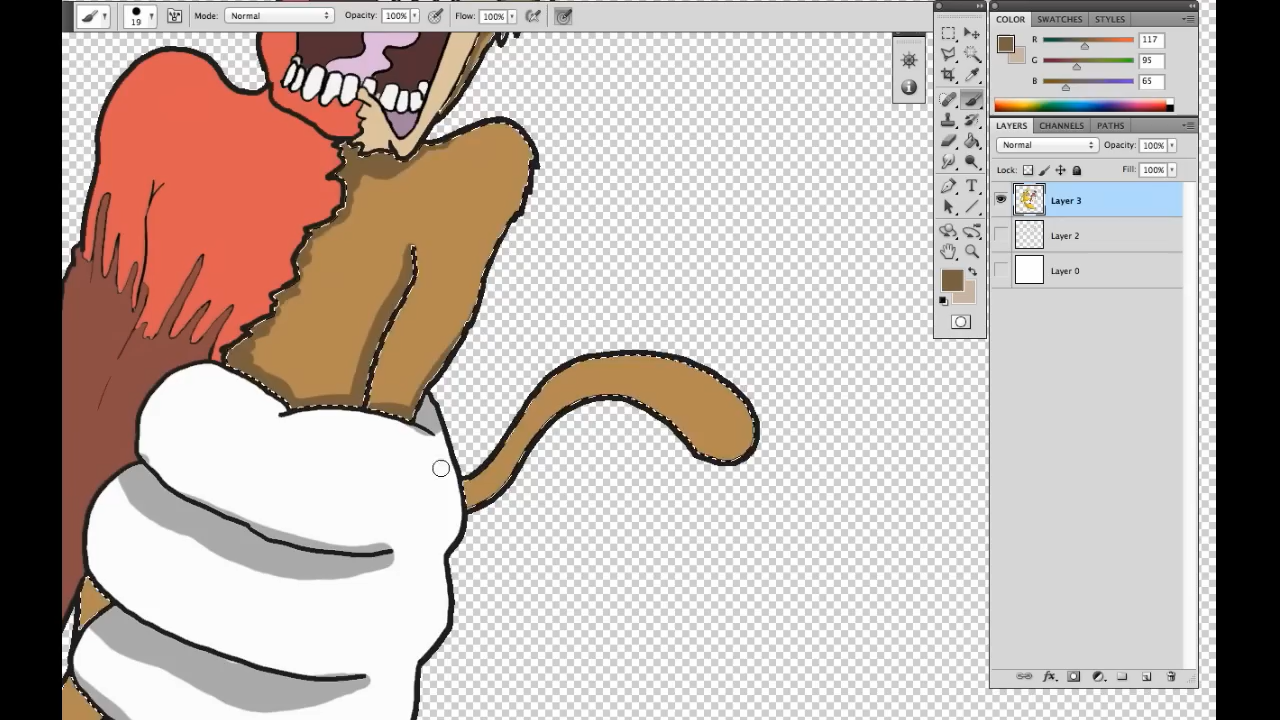 19 Mode: Normal Opacity: 100% Flow: 100%
COLOR SWATCHES STYLES
R 117
G 95
B 65
LAYERS CHANNELS PATHS
Normal Opacity: 100%
Lock: Fill: 100%
Layer 3
Layer 2
Layer 0